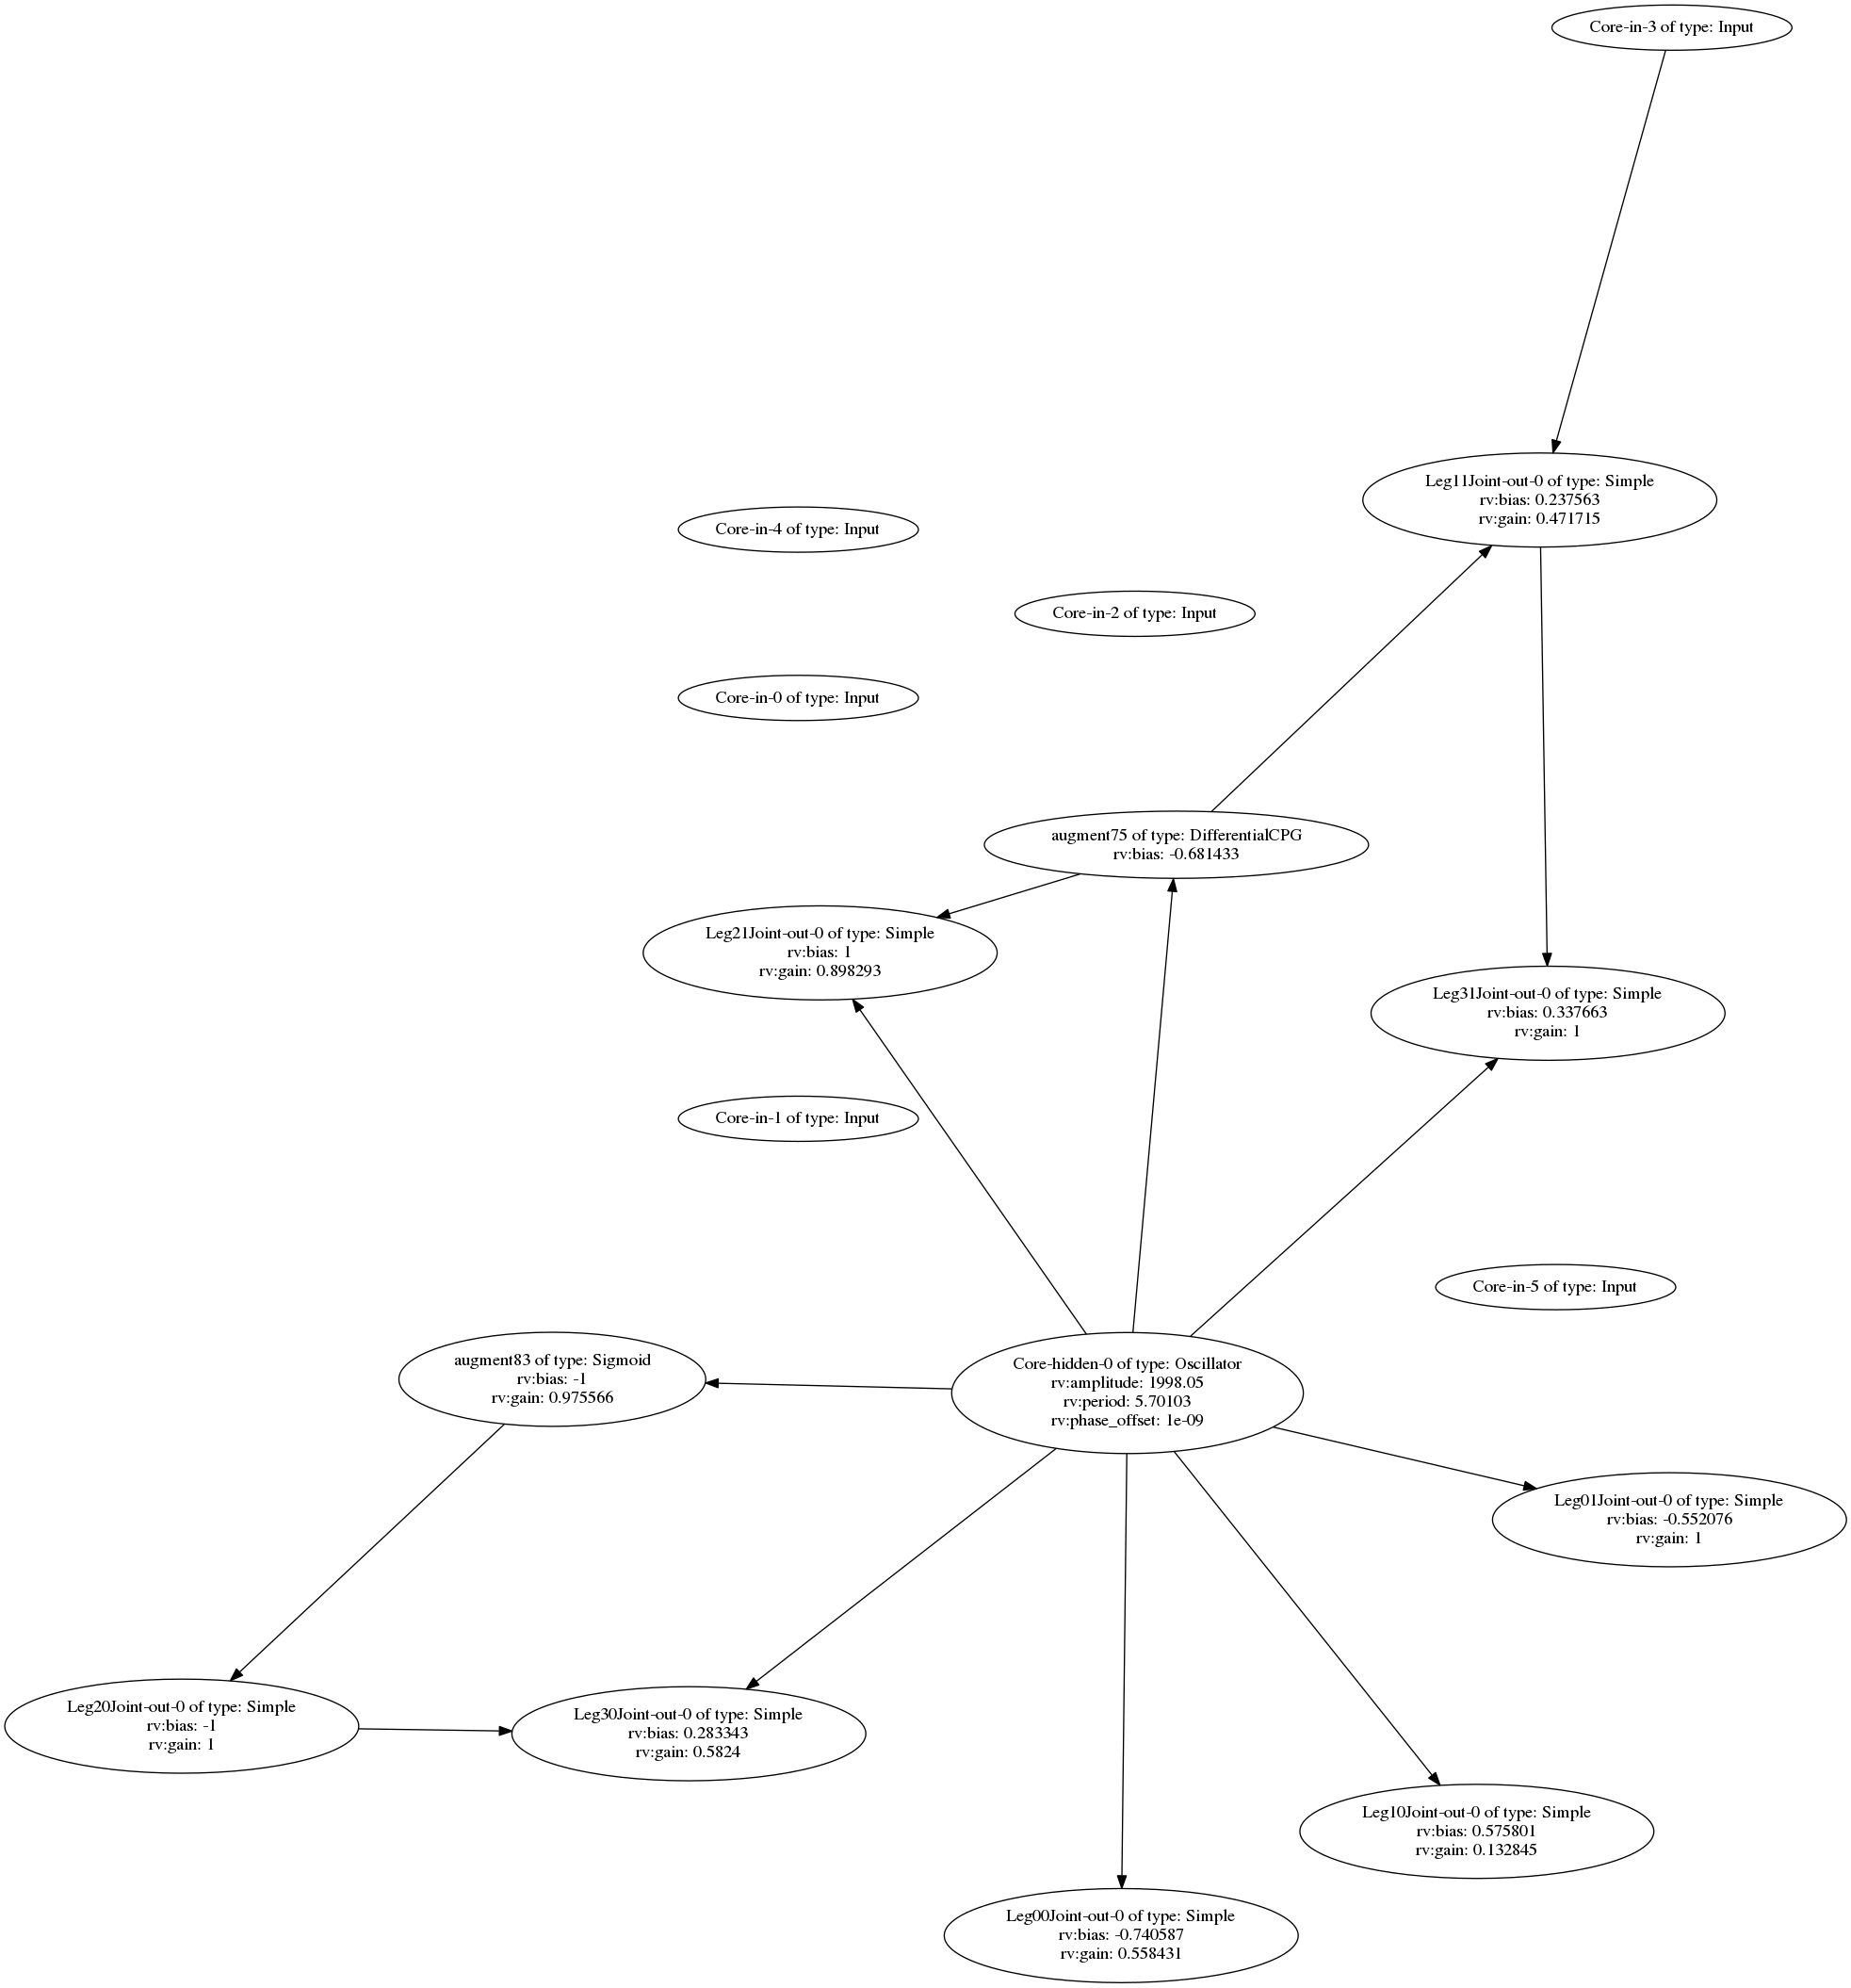 Core-in-3 of type: Input
Leg11Joint-out-0 of type: Simple
rv:bias: 0.237563
rv:gain: 0.471715
Core-in-4 of type: Input
Core-in-2 of type: Input
Core-in-0 of type: Input
augment75 of type: DifferentialCPG
rv:bias: -0.681433
Leg21Joint-out-0 of type: Simple
rv:bias: 1
rv:gain: 0.898293
Leg31Joint-out-0 of type: Simple
rv:bias: 0.337663
rv:gain: 1
Core-in-1 of type: Input
Core-in-5 of type: Input
augment83 of type: Sigmoid
rv:bias: -1
rv:gain: 0.975566
Core-hidden-0 of type: Oscillator
rv:amplitude: 1998.05
rv:period: 5.70103
rv:phase_offset: 1e-09
Leg01Joint-out-0 of type: Simple
rv:bias: -0.552076
rv:gain: 1
Leg20Joint-out-0 of type: Simple
rv:bias: -1
rv:gain: 1
Leg30Joint-out-0 of type: Simple
rv:bias: 0.283343
rv:gain: 0.5824
Leg10Joint-out-0 of type: Simple
rv:bias: 0.575801
rv:gain: 0.132845
Leg00Joint-out-0 of type: Simple
rv:bias: -0.740587
rv:gain: 0.558431